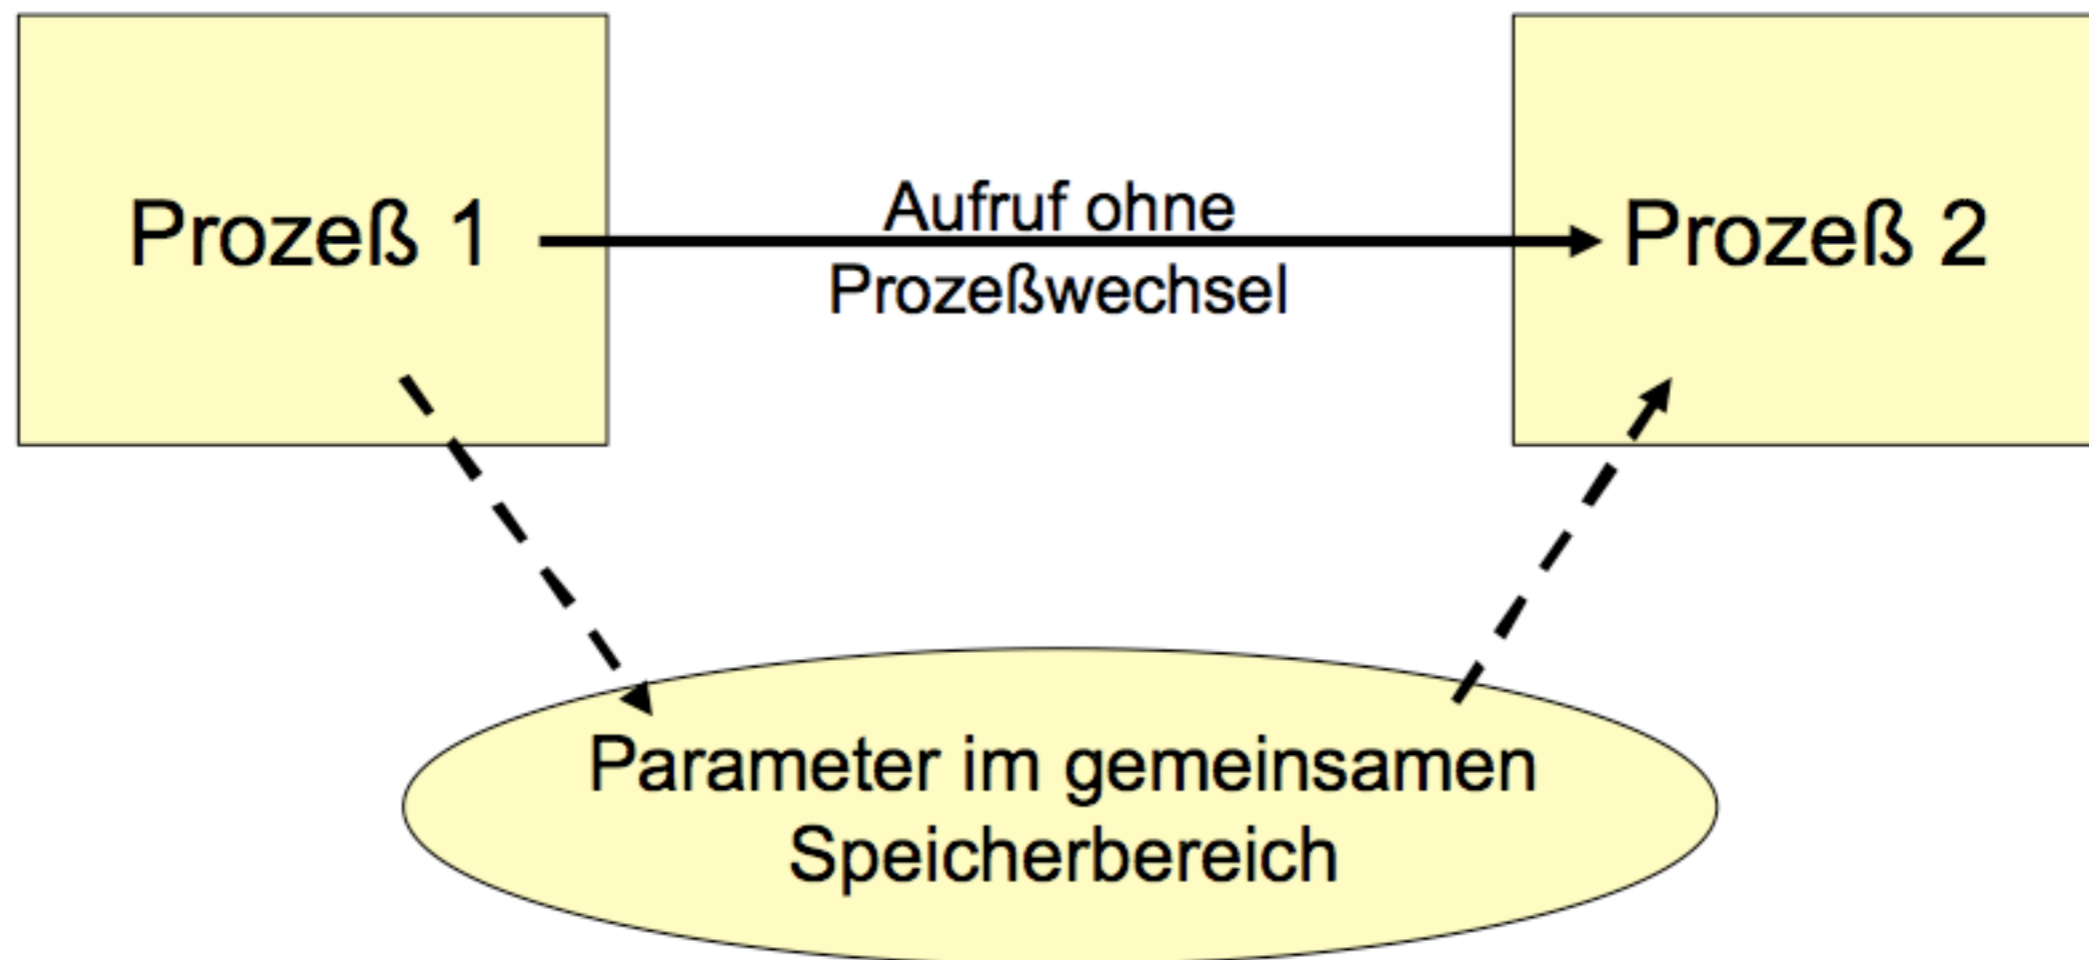 Prozeß 1
Aufruf ohne
Prozeßwechsel
Prozeß 2
Parameter im gemeinsamen
Speicherbereich